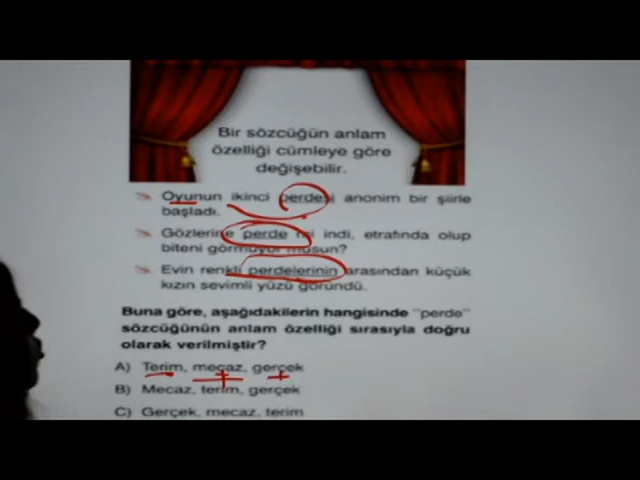 Bir sözcüğün anlam
özelliği cümleye göre
değişebilir.
Oyunun ikinci perdesi anonim bir şiirle
başladı.
Gözlerine perde mi indi, etrafında olup
biteni görmüyor musun?
Evin renkli perdelerinin arasından küçük
kızın sevimli yüzü göründü.
Buna göre, aşağıdakilerin hangisinde "perde"
sözcüğünün anlam özelliği sırasıyla doğru
olarak verilmiştir?
A) Terim, mecaz, gerçek
B) Mecaz, terim, gerçek
C) Gerçek, mecaz, terim